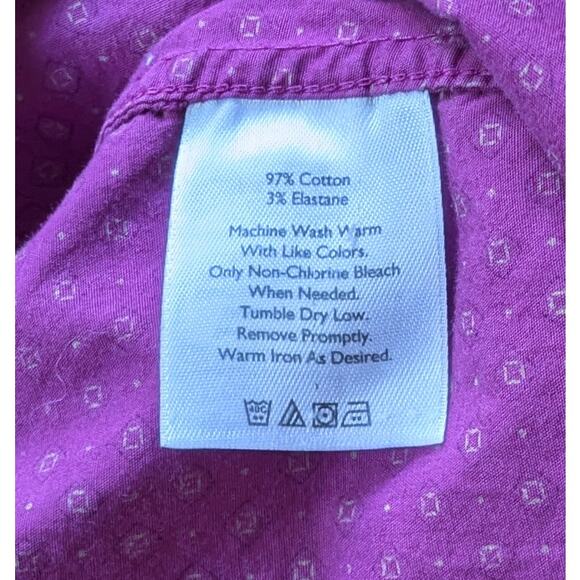 97% Cotton
3% Elastane
Machine Wash Warm
With Like Colors.
Only Non-Chlorine Bleach
When Needed.
Tumble Dry Low.
Remove Promptly.
Warm Iron As Desired.
40C